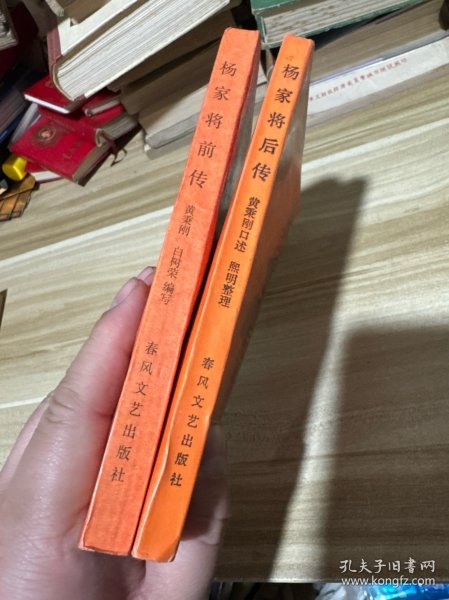 杨家将前传
黄秉刚 白树荣 编写
春风文艺出版社
杨家将后传
黄秉刚口述 熙明整理
春风文艺出版社
孔夫子旧书网
www.kongfz.com